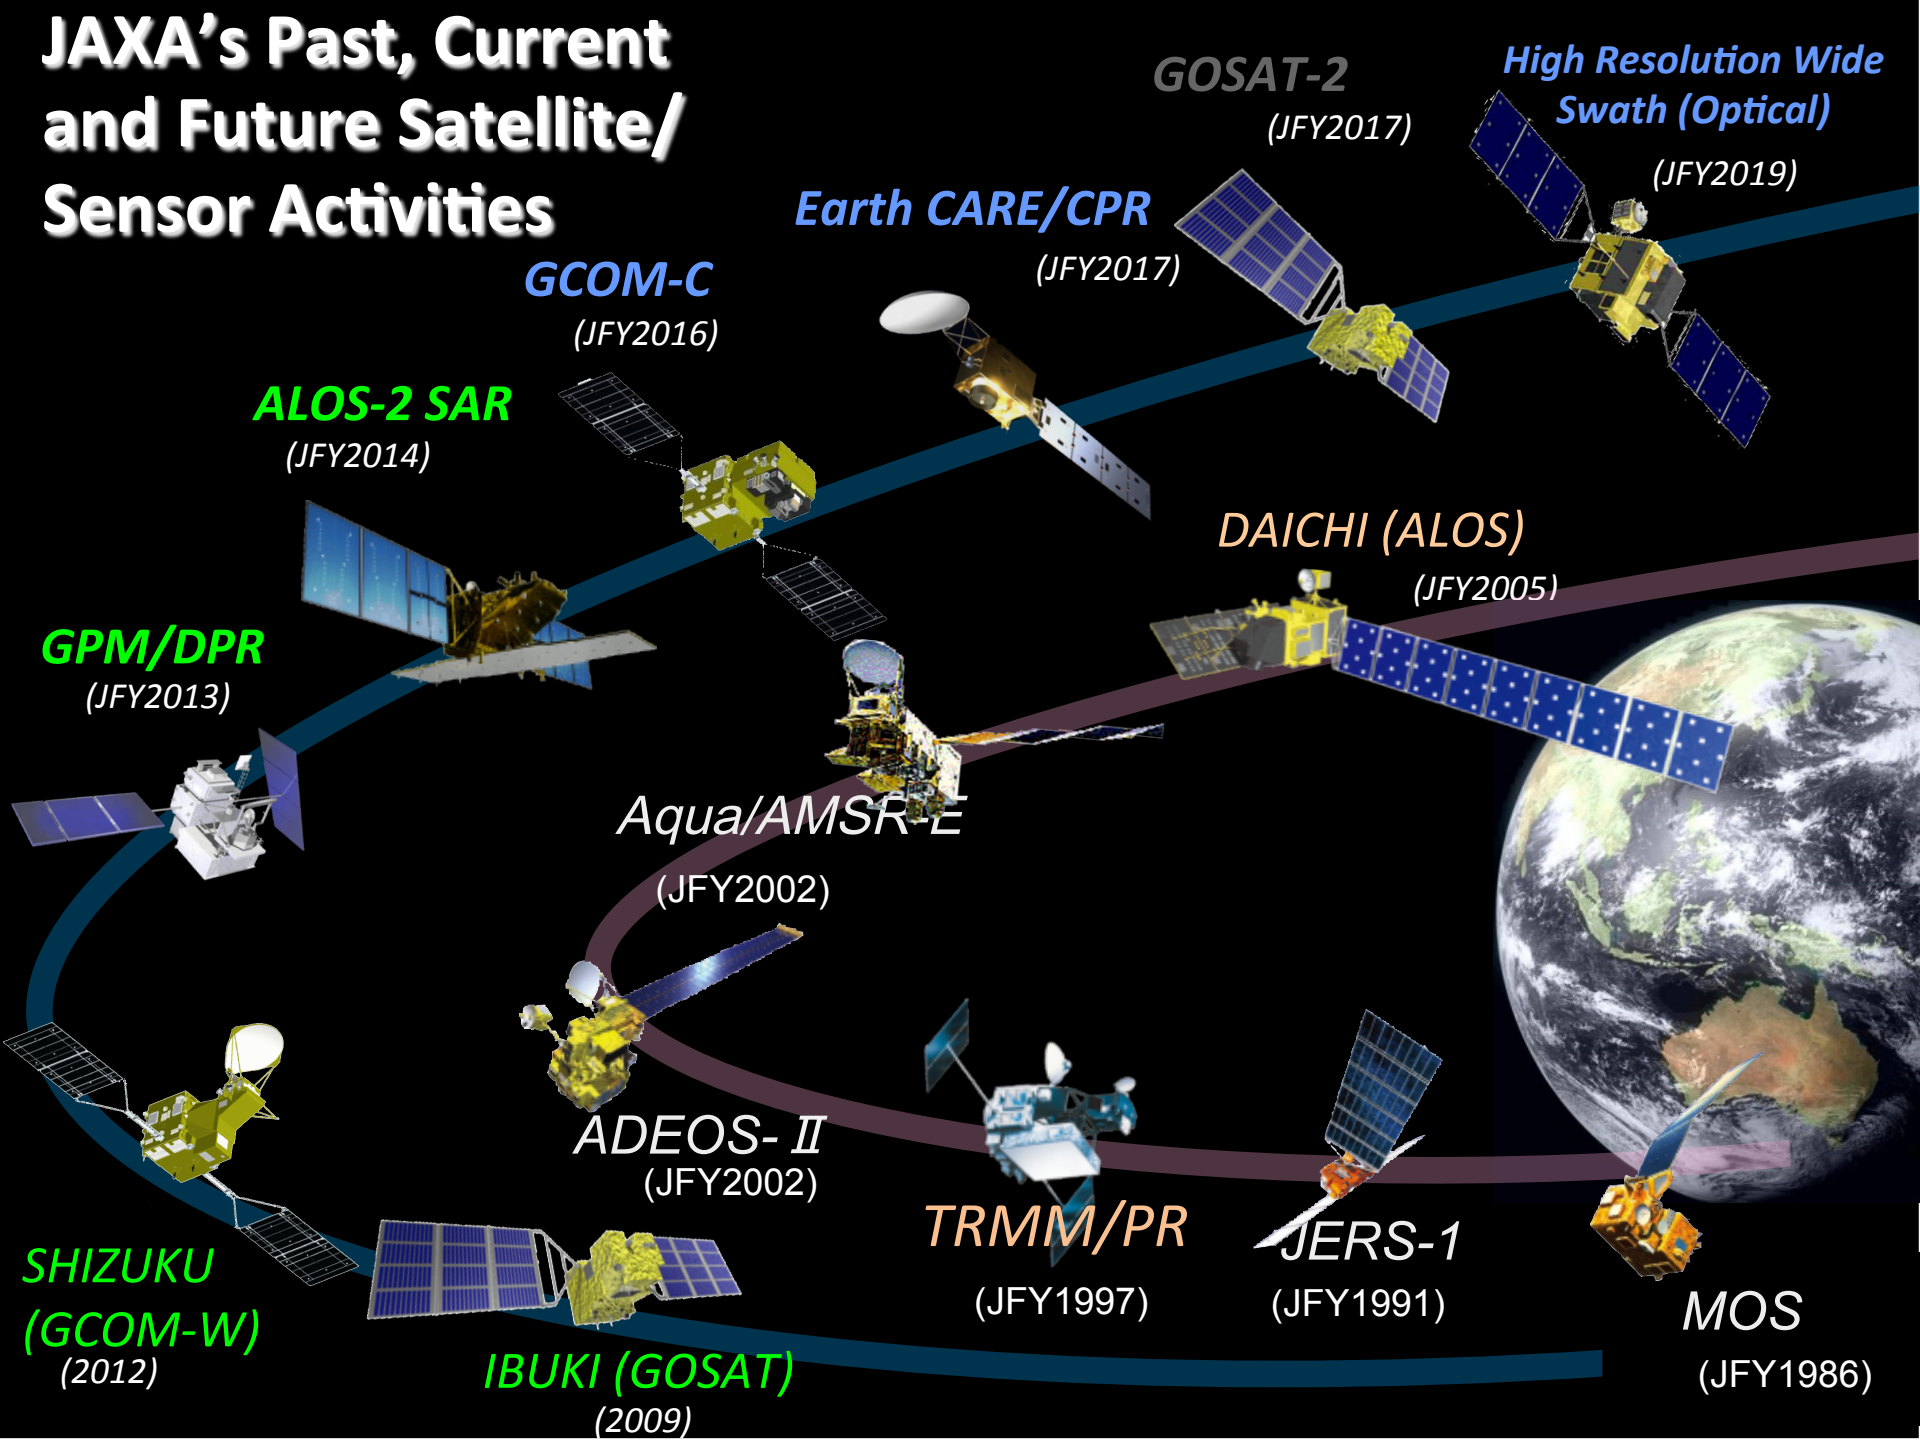 JAXA's Past, Current
and Future Satellite/
Sensor Activities
GOSAT-2
(JFY2017)
High Resolution Wide
Swath (Optical)
(JFY2019)
Earth CARE/CPR
(JFY2017)
GCOM-C
(JFY2016)
ALOS-2 SAR
(JFY2014)
DAICHI (ALOS)
(JFY2005)
GPM/DPR
(JFY2013)
Aqua/AMSR-E
(JFY2002)
ADEOS-Ⅱ
(JFY2002)
TRMM/PR
(JFY1997)
JERS-1
(JFY1991)
MOS
(JFY1986)
SHIZUKU
(GCOM-W)
(2012)
IBUKI (GOSAT)
(2009)